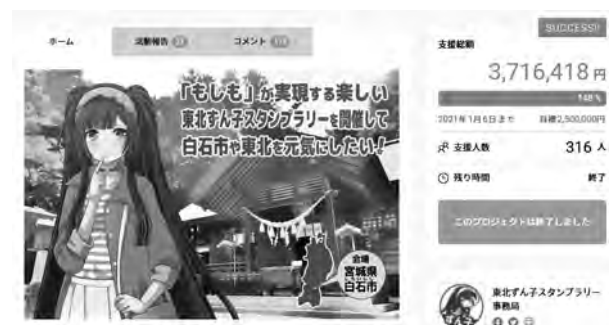 ホーム
活動報告
コメント
「もしも」が実現する楽しい
東北ずん子スタンプラリーを開催して
白石市や東北を元気にしたい!
会場
宮城県
白石市
SUCCESS!!
支援総額
3,716,418 円
148%
2021年1月6日まで 目標2,500,000円
支援人数 316 人
残り時間 終了
このプロジェクトは終了しました
東北ずん子スタンプラリー
事務局